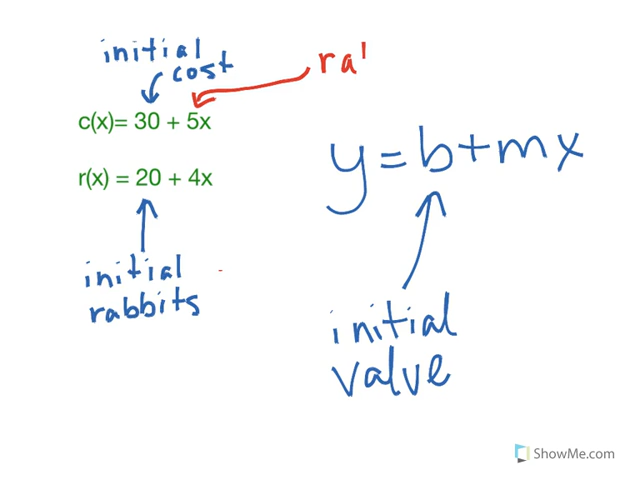 initial
cost
ra
c(x)= 30 + 5x
r(x) = 20 + 4x
y = b + mx
initial
rabbits
initial
value
ShowMe.com